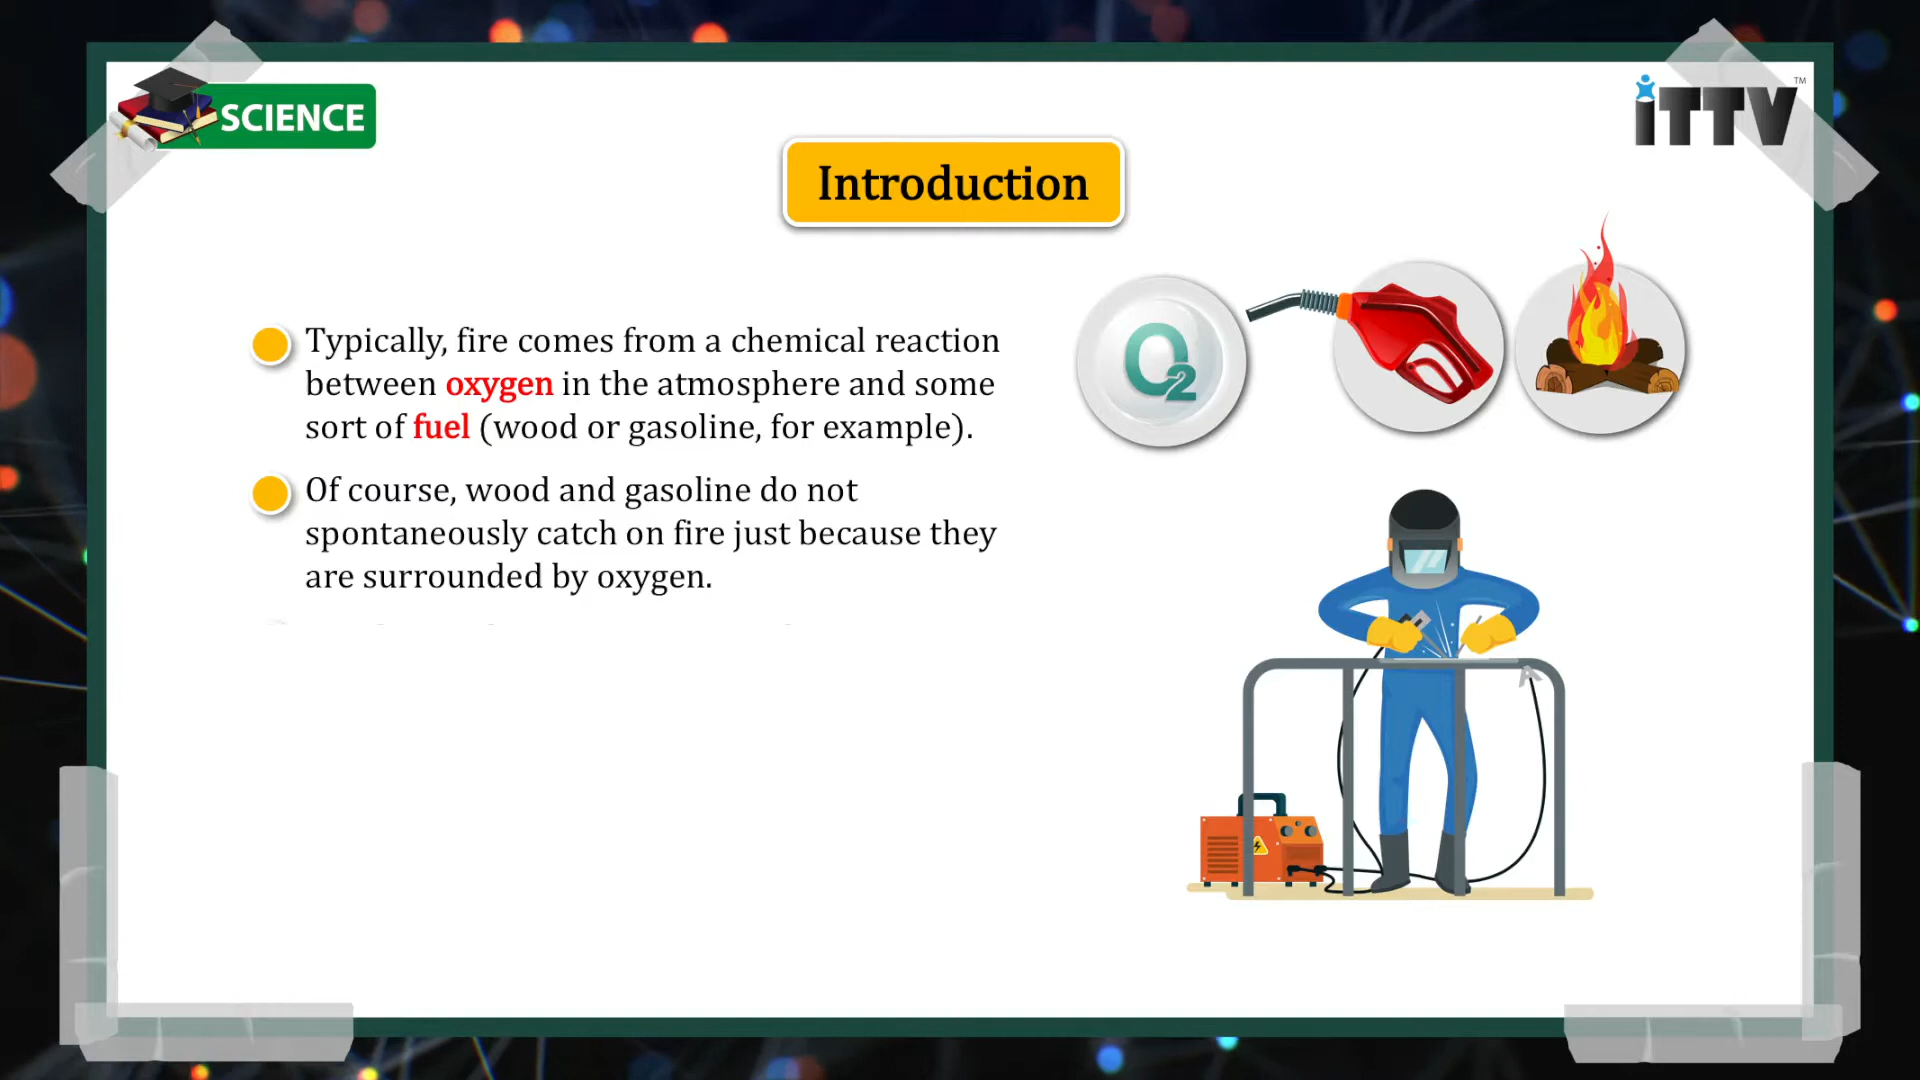 SCIENCE
iTTV
TM
Introduction
O2
Typically, fire comes from a chemical reaction
between oxygen in the atmosphere and some
sort of fuel (wood or gasoline, for example).
Of course, wood and gasoline do not
spontaneously catch on fire just because they
are surrounded by oxygen.